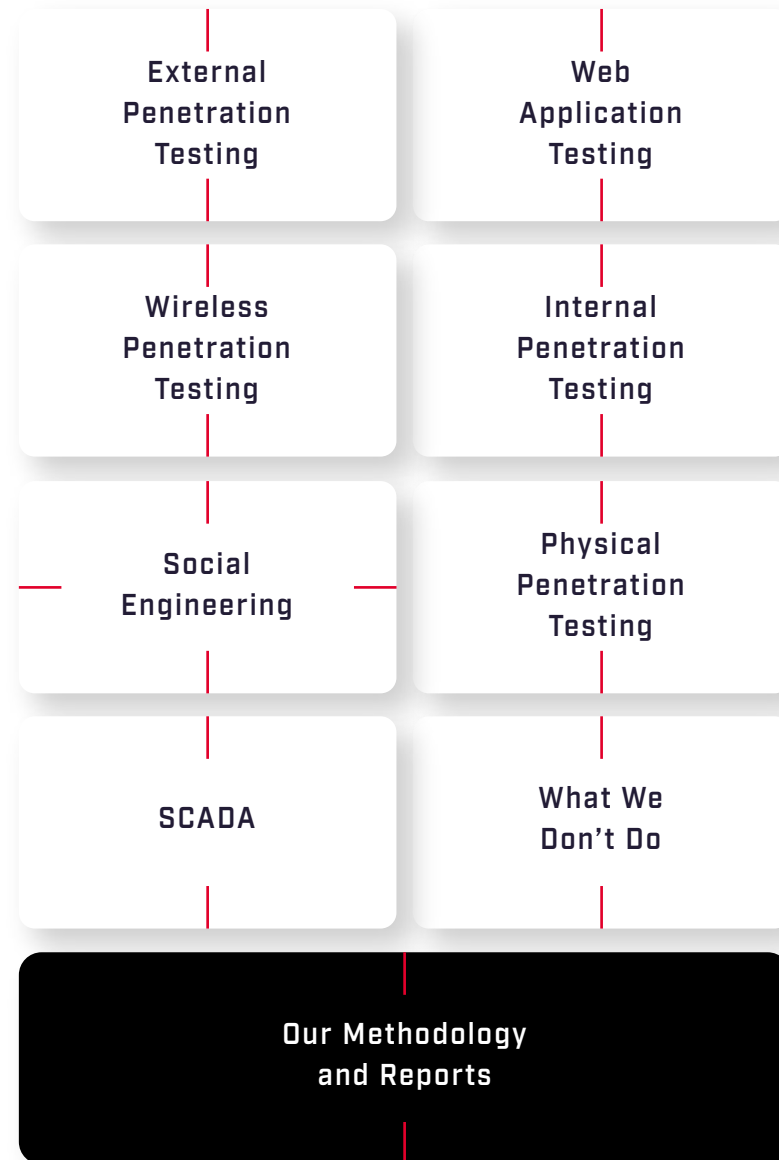 External
Penetration
Testing
Web
Application
Testing
Wireless
Penetration
Testing
Internal
Penetration
Testing
Social
Engineering
Physical
Penetration
Testing
SCADA
What We
Don’t Do
Our Methodology
and Reports